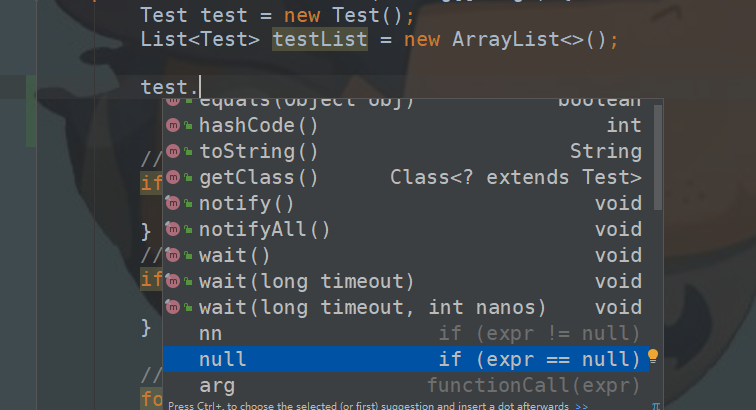 Test test = new Test();
List<Test> testList = new ArrayList<>();
test.
equals(Object obj) boolean
hashCode() int
// toString() String
if getClass() Class<? extends Test>
notify() void
} notifyAll() void
// wait() void
if wait(long timeout) void
wait(long timeout, int nanos) void
} nn if (expr != null)
null if (expr == null)
// arg functionCall(expr)
fo Press Ctrl+. to choose the selected (or first) suggestion and insert a dot afterwards >> π